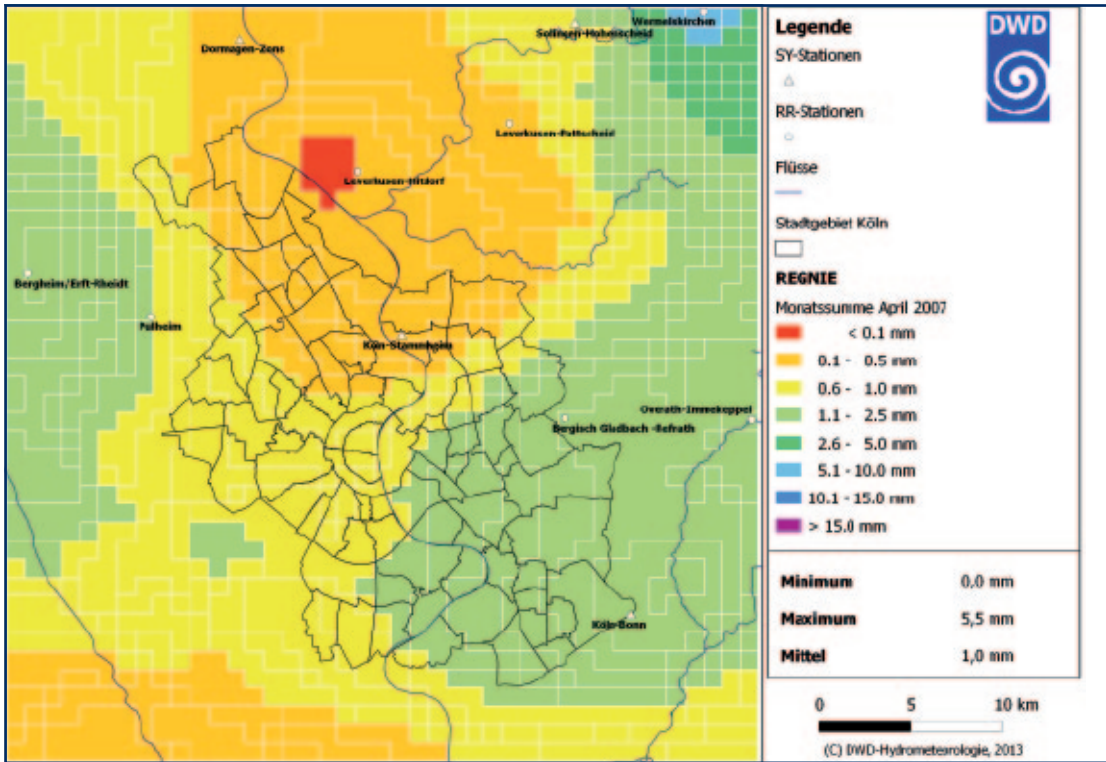 Wermelskirchen
Solingen-Hohenscheid
Dormagen-Zons
Leverkusen-Pattscheid
Leverkusen-Hitdorf
Bergheim/Erft-Rheidt
Pulheim
Köln-Stammheim
Overath-Immekeppel
Bergisch Gladbach -Refrath
Köln-Bonn
Legende
DWD
SY-Stationen
RR-Stationen
Flüsse
Stadtgebiet Köln
REGNIE
Monatssumme April 2007
< 0.1 mm
0.1 - 0.5 mm
0.6 - 1.0 mm
1.1 - 2.5 mm
2.6 - 5.0 mm
5.1 - 10.0 mm
10.1 - 15.0 mm
> 15.0 mm
Minimum 0,0 mm
Maximum 5,5 mm
Mittel 1,0 mm
0 5 10 km
(C) DWD-Hydrometeorologie, 2013